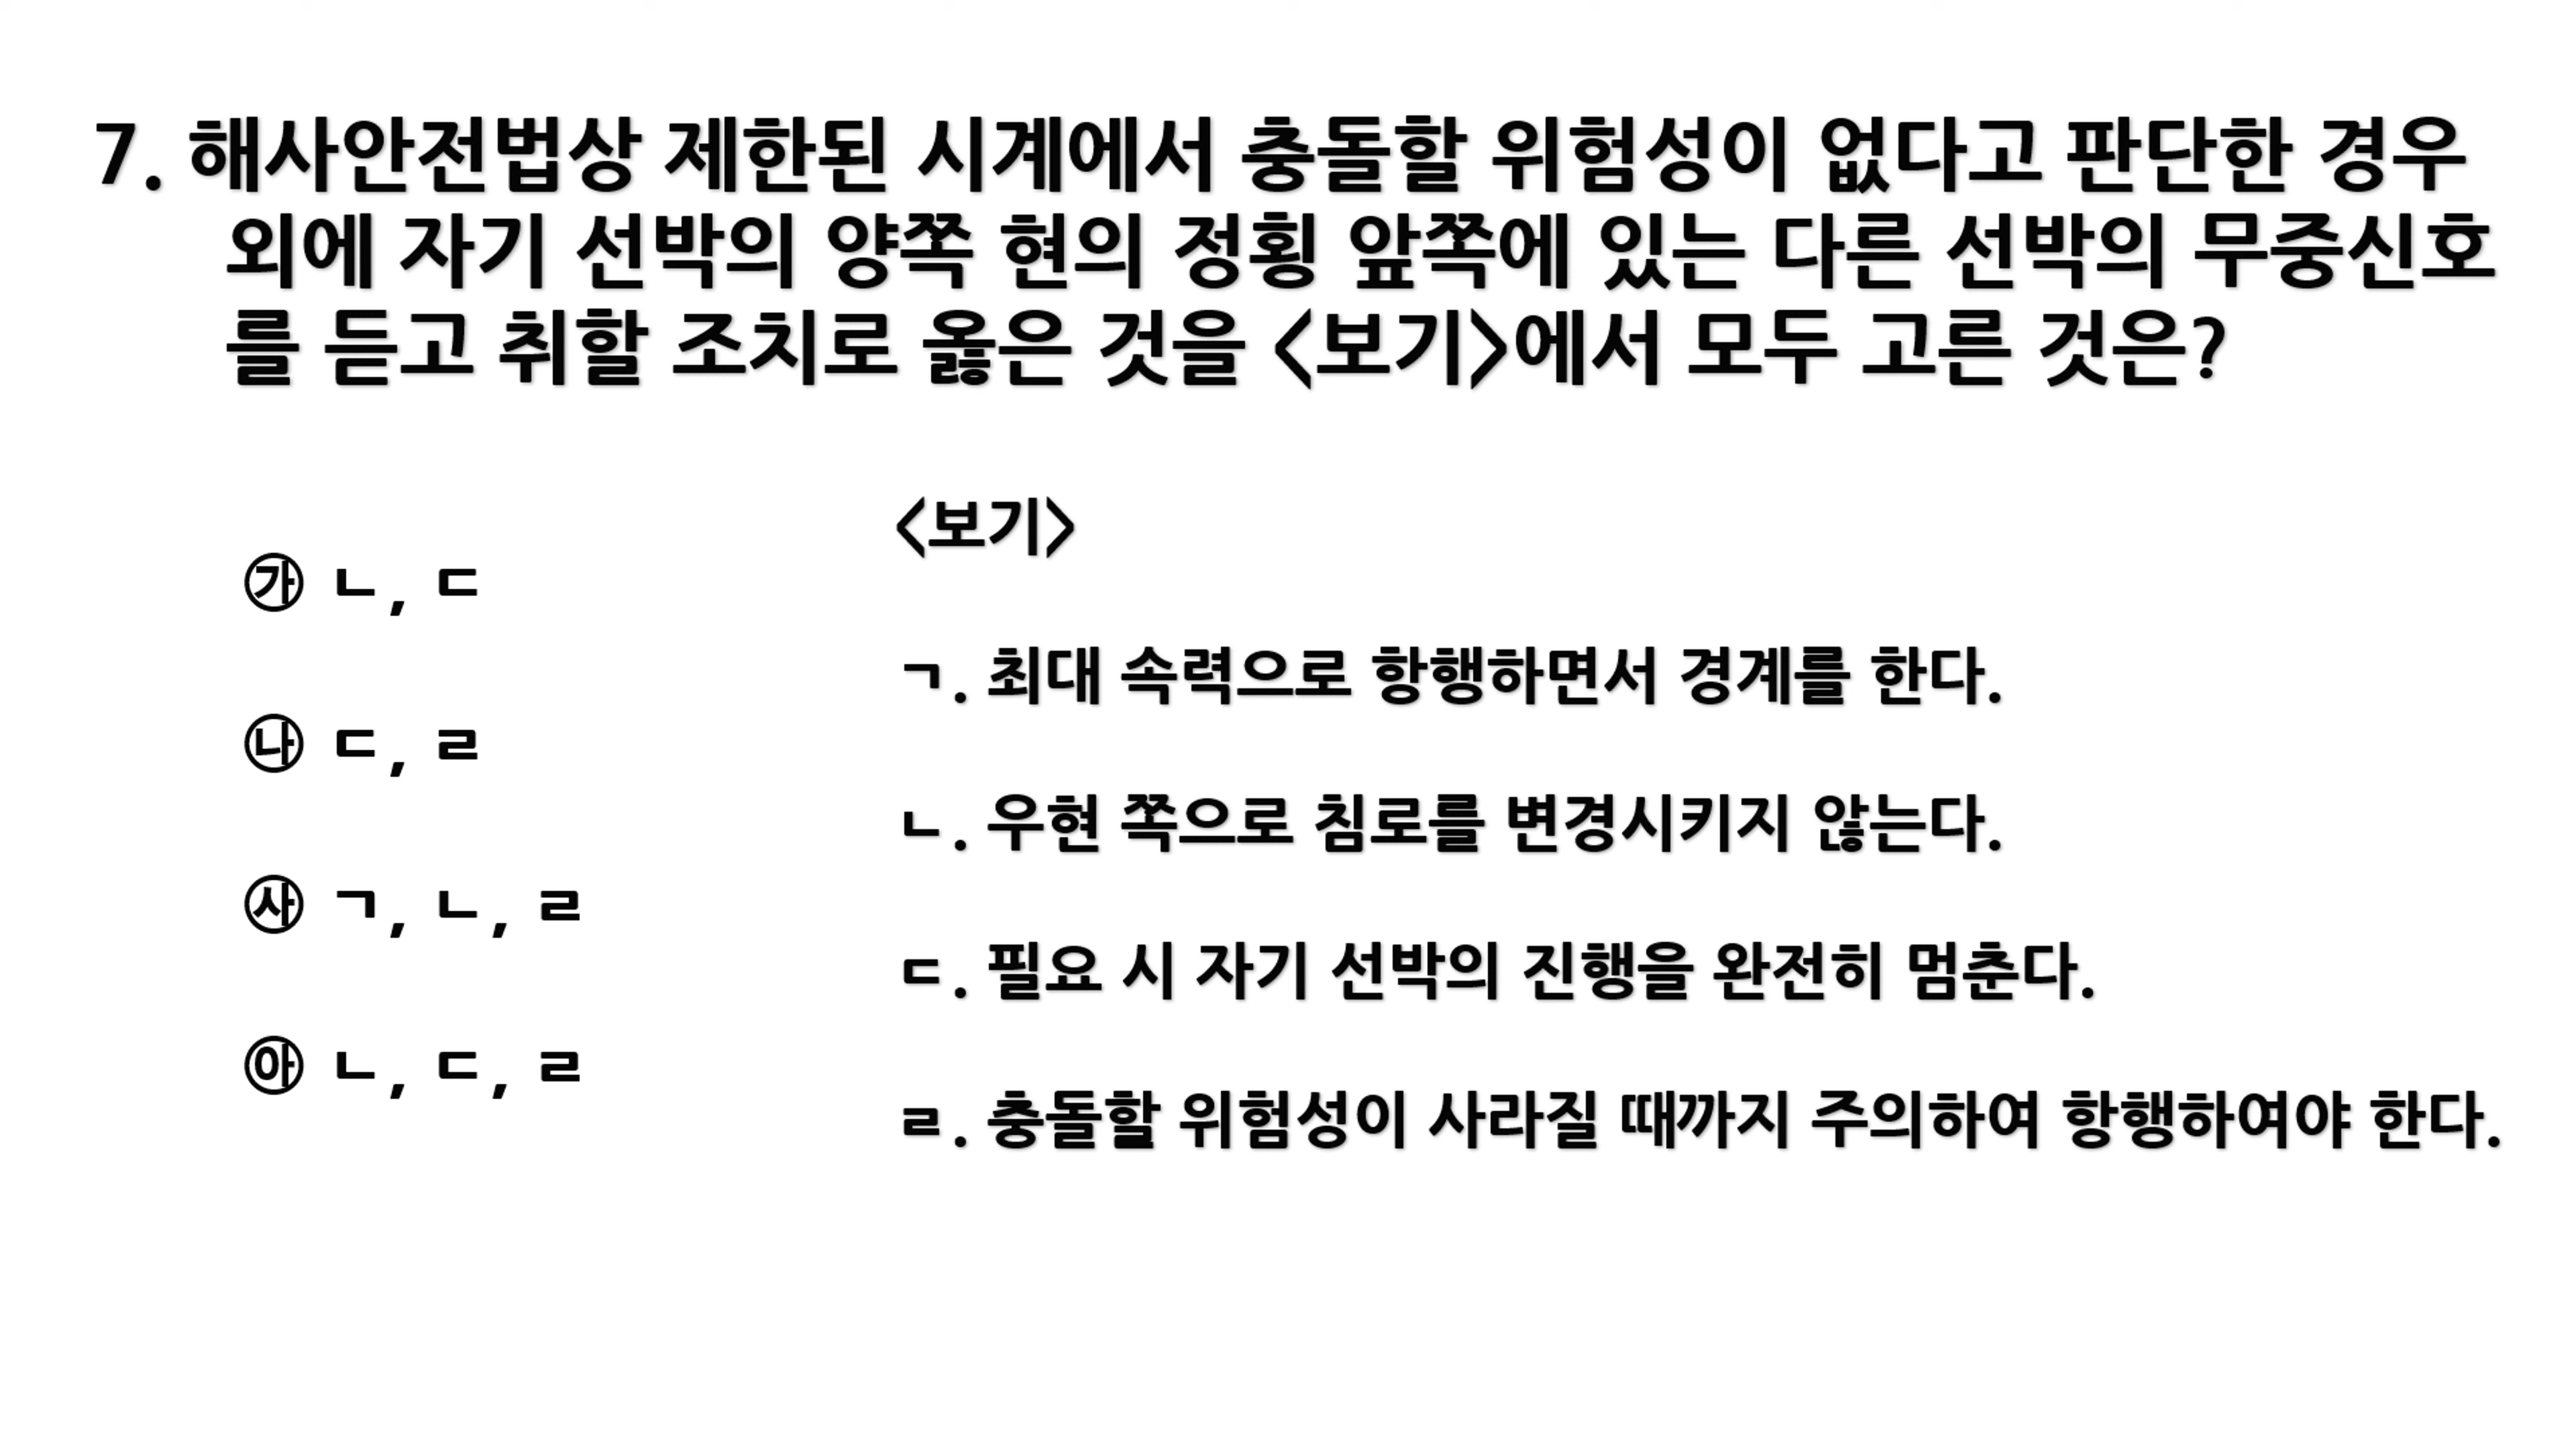 7. 해사안전법상 제한된 시계에서 충돌할 위험성이 없다고 판단한 경우
외에 자기 선박의 양쪽 현의 정횡 앞쪽에 있는 다른 선박의 무중신호
를 듣고 취할 조치로 옳은 것을 <보기>에서 모두 고른 것은?
㉮ ㄴ, ㄷ
㉯ ㄷ, ㄹ
㉴ ㄱ, ㄴ, ㄹ
㉵ ㄴ, ㄷ, ㄹ
<보기>
ㄱ. 최대 속력으로 항행하면서 경계를 한다.
ㄴ. 우현 쪽으로 침로를 변경시키지 않는다.
ㄷ. 필요 시 자기 선박의 진행을 완전히 멈춘다.
ㄹ. 충돌할 위험성이 사라질 때까지 주의하여 항행하여야 한다.